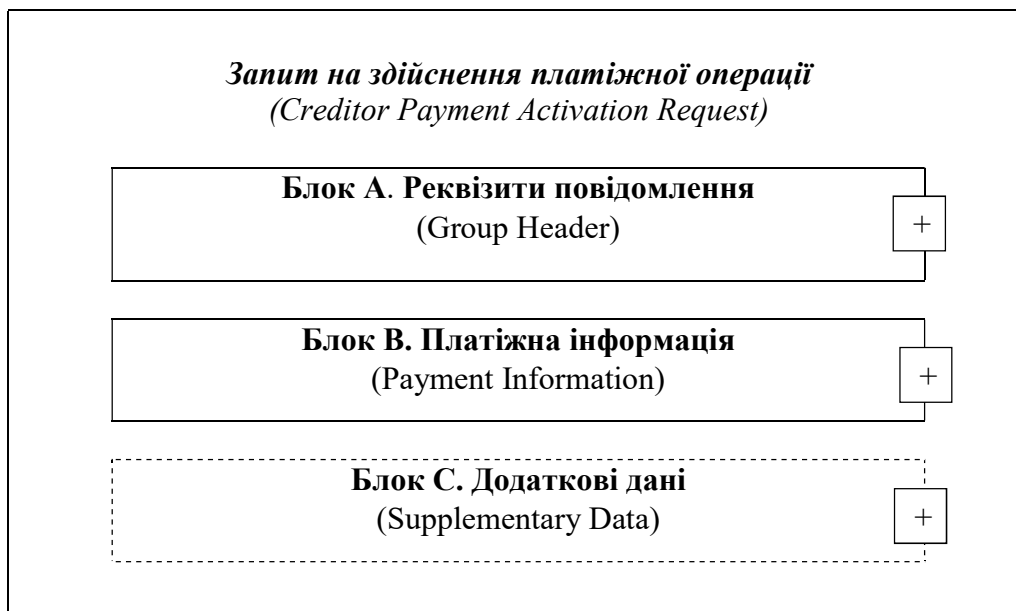 Запит на здійснення платіжної операції
(Creditor Payment Activation Request)
Блок А. Реквізити повідомлення
(Group Header)
+
Блок В. Платіжна інформація
(Payment Information)
+
Блок С. Додаткові дані
(Supplementary Data)
+